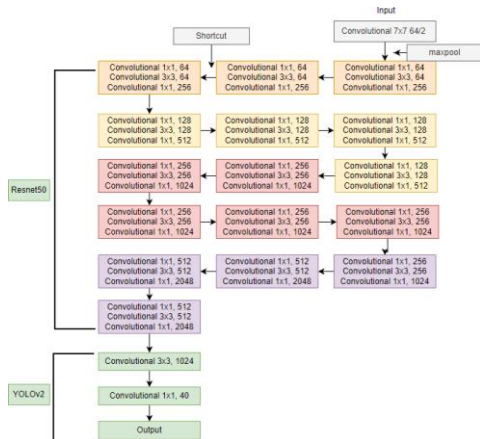 Input
Convolutional 7x7 64/2
Shortcut
maxpool
Convolutional 1x1, 64
Convolutional 3x3, 64
Convolutional 1x1, 256
Convolutional 1x1, 64
Convolutional 3x3, 64
Convolutional 1x1, 256
Convolutional 1x1, 64
Convolutional 3x3, 64
Convolutional 1x1, 256
Convolutional 1x1, 128
Convolutional 3x3, 128
Convolutional 1x1, 512
Convolutional 1x1, 128
Convolutional 3x3, 128
Convolutional 1x1, 512
Convolutional 1x1, 128
Convolutional 3x3, 128
Convolutional 1x1, 512
Convolutional 1x1, 256
Convolutional 3x3, 256
Convolutional 1x1, 1024
Convolutional 1x1, 256
Convolutional 3x3, 256
Convolutional 1x1, 1024
Convolutional 1x1, 128
Convolutional 3x3, 128
Convolutional 1x1, 512
Resnet50
Convolutional 1x1, 256
Convolutional 3x3, 256
Convolutional 1x1, 1024
Convolutional 1x1, 256
Convolutional 3x3, 256
Convolutional 1x1, 1024
Convolutional 1x1, 256
Convolutional 3x3, 256
Convolutional 1x1, 1024
Convolutional 1x1, 512
Convolutional 3x3, 512
Convolutional 1x1, 2048
Convolutional 1x1, 512
Convolutional 3x3, 512
Convolutional 1x1, 2048
Convolutional 1x1, 256
Convolutional 3x3, 256
Convolutional 1x1, 1024
Convolutional 1x1, 512
Convolutional 3x3, 512
Convolutional 1x1, 2048
Convolutional 3x3, 1024
YOLOv2
Convolutional 1x1, 40
Output